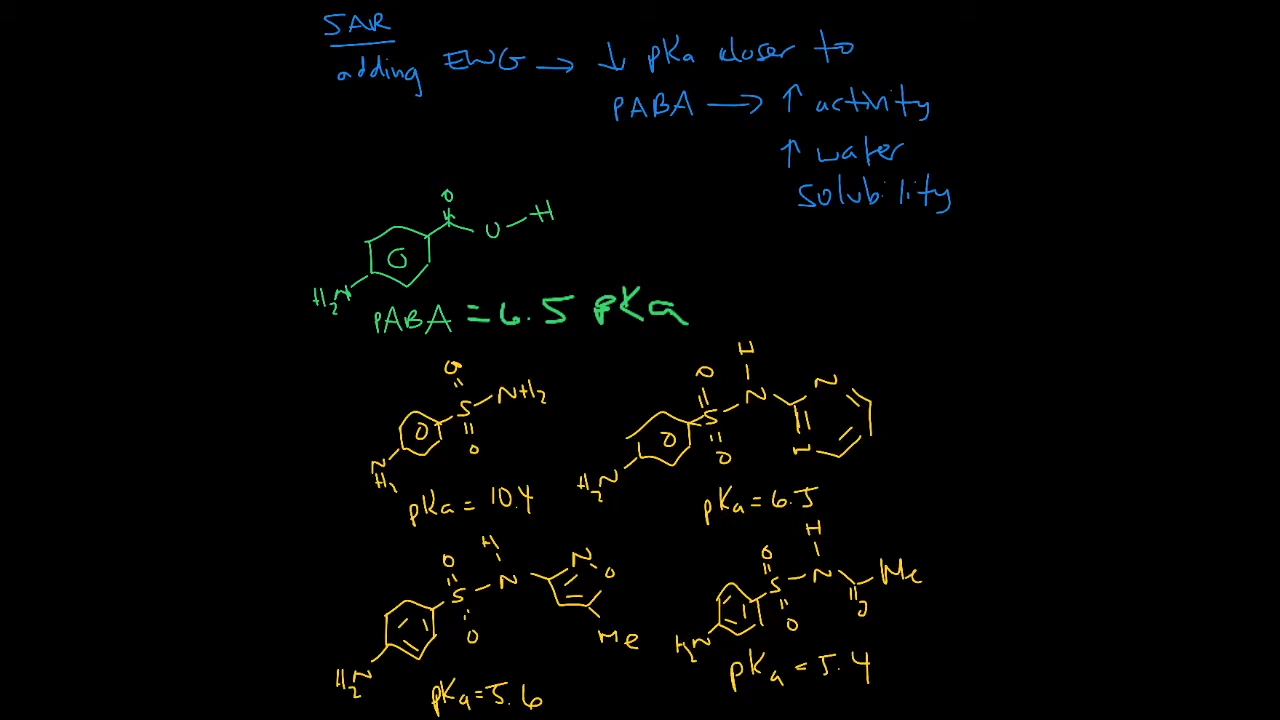 SAR
adding EWG → ↓ pKa closer to
PABA → ↑ activity
↑ water
solubility
O
O H
H2N
PABA = 6.5 pKa
O
S NH2
O
N
H2
pKa = 10.4
H
O
S N N
O N
H2N
pKa = 6.5
H
O N
S N O
O
Me
H2N
pKa = 5.6
H
O
S N Me
O O
H2N
pKa = 5.4